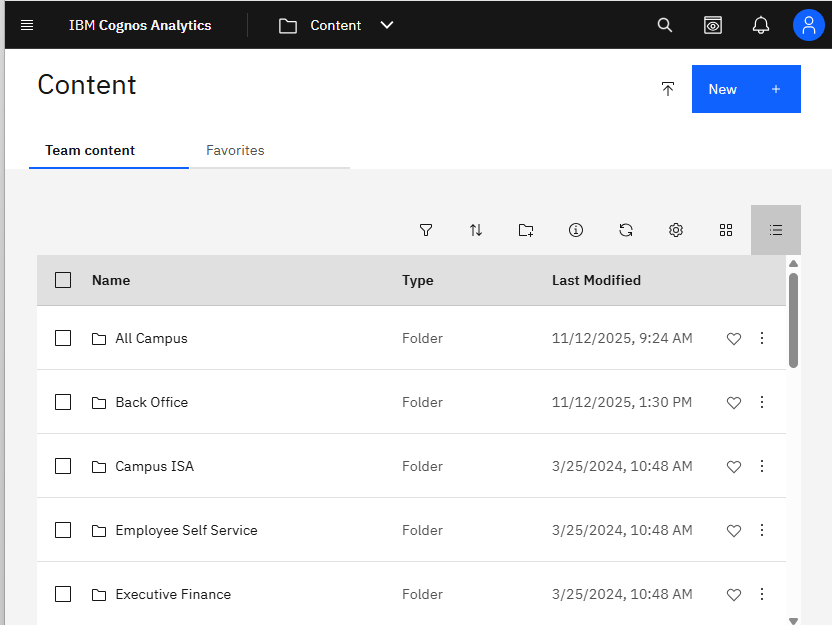 IBM Cognos Analytics Content
Content
New +
Team content Favorites
Name Type Last Modified
All Campus Folder 11/12/2025, 9:24 AM
Back Office Folder 11/12/2025, 1:30 PM
Campus ISA Folder 3/25/2024, 10:48 AM
Employee Self Service Folder 3/25/2024, 10:48 AM
Executive Finance Folder 3/25/2024, 10:48 AM